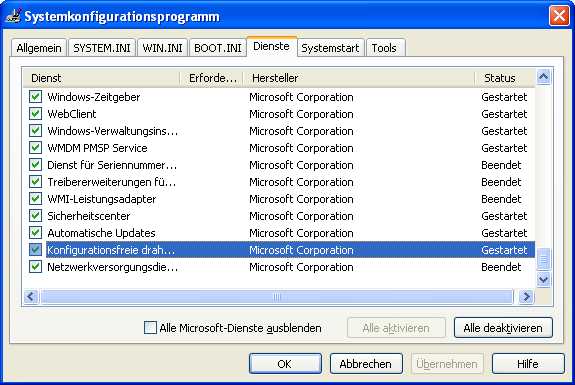 Systemkonfigurationsprogramm
Allgemein SYSTEM.INI WIN.INI BOOT.INI Dienste Systemstart Tools
Dienst Erforde... Hersteller Status
Windows-Zeitgeber Microsoft Corporation Gestartet
WebClient Microsoft Corporation Gestartet
Windows-Verwaltungsins... Microsoft Corporation Gestartet
WMDM PMSP Service Microsoft Corporation Gestartet
Dienst für Seriennummer... Microsoft Corporation Beendet
Treibererweiterungen fü... Microsoft Corporation Beendet
WMI-Leistungsadapter Microsoft Corporation Beendet
Sicherheitscenter Microsoft Corporation Gestartet
Automatische Updates Microsoft Corporation Gestartet
Konfigurationsfreie drah... Microsoft Corporation Gestartet
Netzwerkversorgungsdie... Microsoft Corporation Beendet
Alle Microsoft-Dienste ausblenden Alle aktivieren Alle deaktivieren
OK Abbrechen Übernehmen Hilfe